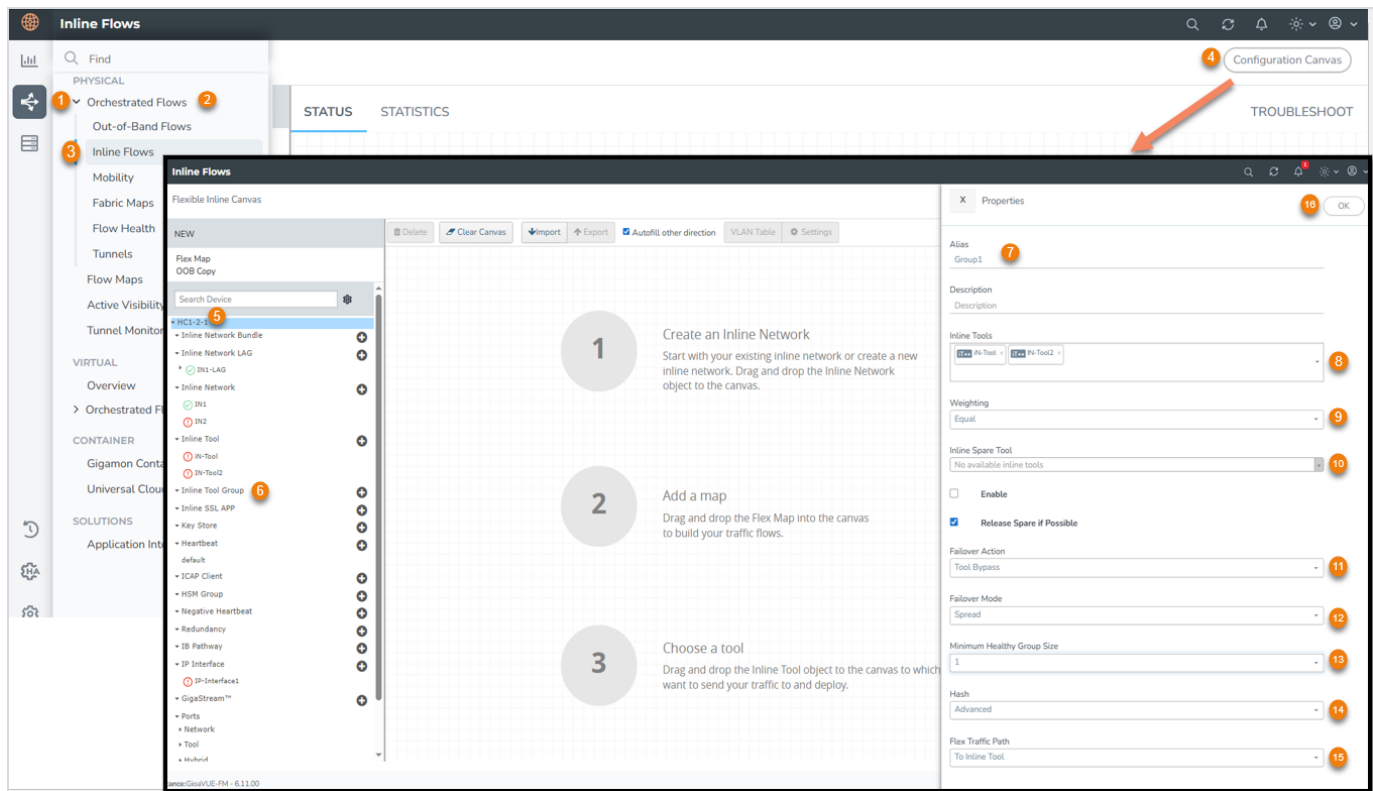 Inline Flows
Find
4
Configuration Canvas
PHYSICAL
1
Orchestrated Flows
2
Out-of-Band Flows
3
Inline Flows
Mobility
Fabric Maps
Flow Health
Tunnels
Flow Maps
Active Visibility
Tunnel Monitor
VIRTUAL
Overview
Orchestrated Fl
CONTAINER
Gigamon Conta
Universal Clou
SOLUTIONS
Application Int
HA
STATUS
STATISTICS
TROUBLESHOOT
Inline Flows
Flexible Inline Canvas
NEW
Flex Map
OOB Copy
Search Device
5
HC1-2-1
Inline Network Bundle
Inline Network LAG
IN1-LAG
Inline Network
IN1
IN2
Inline Tool
iN-Tool
IN-Tool2
Inline Tool Group
6
Inline SSL APP
Key Store
Heartbeat
default
ICAP Client
HSM Group
Negative Heartbeat
Redundancy
IB Pathway
IP Interface
IP-Interface1
GigaStream™
Ports
Network
Tool
Hybrid
GigaVUE-FM - 6.11.00
Delete
Clear Canvas
Import
Export
Autofill other direction
VLAN Table
Settings
1
Create an Inline Network
Start with your existing inline network or create a new
inline network. Drag and drop the Inline Network
object to the canvas.
2
Add a map
Drag and drop the Flex Map into the canvas
to build your traffic flows.
3
Choose a tool
Drag and drop the Inline Tool object to the canvas to which
want to send your traffic to and deploy.
X
Properties
16
OK
Alias
Group1
7
Description
Description
Inline Tools
iN-Tool ×
IN-Tool2 ×
8
Weighting
Equal
9
Inline Spare Tool
No available inline tools
10
Enable
Release Spare if Possible
Failover Action
Tool Bypass
11
Failover Mode
Spread
12
Minimum Healthy Group Size
1
13
Hash
Advanced
14
Flex Traffic Path
To Inline Tool
15